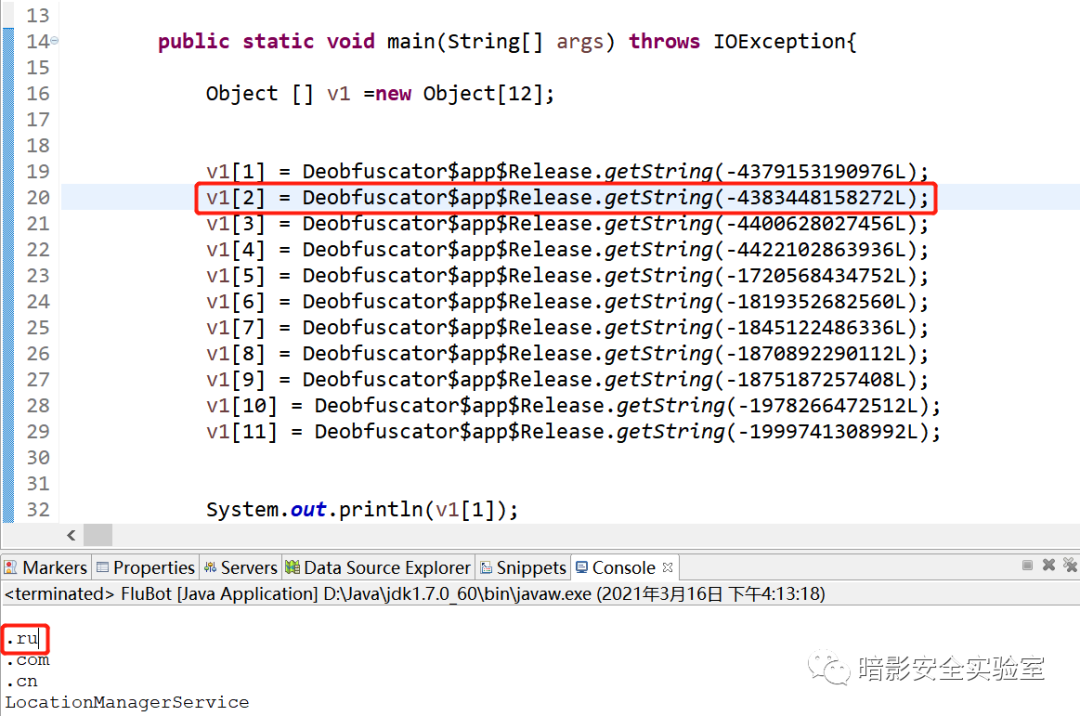 13
14 public static void main(String[] args) throws IOException{
15
16 Object [] v1 =new Object[12];
17
18
19 v1[1] = Deobfuscator$app$Release.getString(-4379153190976L);
20 v1[2] = Deobfuscator$app$Release.getString(-4383448158272L);
21 v1[3] = Deobfuscator$app$Release.getString(-4400628027456L);
22 v1[4] = Deobfuscator$app$Release.getString(-4422102863936L);
23 v1[5] = Deobfuscator$app$Release.getString(-1720568434752L);
24 v1[6] = Deobfuscator$app$Release.getString(-1819352682560L);
25 v1[7] = Deobfuscator$app$Release.getString(-1845122486336L);
26 v1[8] = Deobfuscator$app$Release.getString(-1870892290112L);
27 v1[9] = Deobfuscator$app$Release.getString(-1875187257408L);
28 v1[10] = Deobfuscator$app$Release.getString(-1978266472512L);
29 v1[11] = Deobfuscator$app$Release.getString(-1999741308992L);
30
31
32 System.out.println(v1[1]);
Markers Properties Servers Data Source Explorer Snippets Console
<terminated> FluBot [Java Application] D:\Java\jdk1.7.0_60\bin\javaw.exe (2021年3月16日 下午4:13:18)
.ru
.com
.cn
LocationManagerService
暗影安全实验室